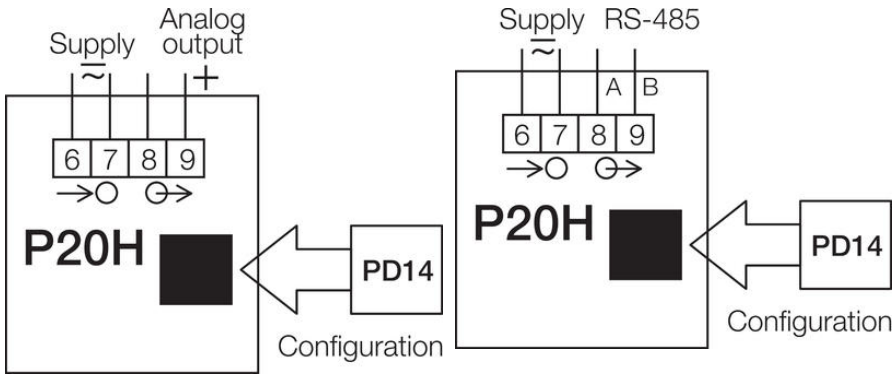 Supply
Analog
output
+
6 7 8 9
P20H
PD14
Configuration
Supply
RS-485
A B
6 7 8 9
P20H
PD14
Configuration